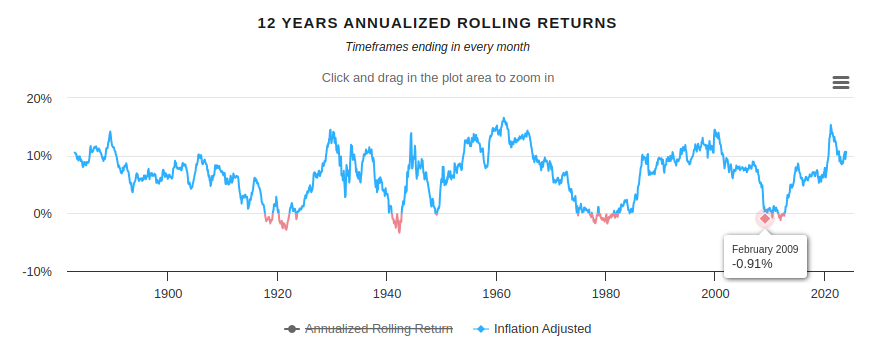 12 YEARS ANNUALIZED ROLLING RETURNS
Timeframes ending in every month
Click and drag in the plot area to zoom in
20%
10%
0%
-10%
February 2009
-0.91%
1900 1920 1940 1960 1980 2000 2020
Annualized Rolling Return Inflation Adjusted